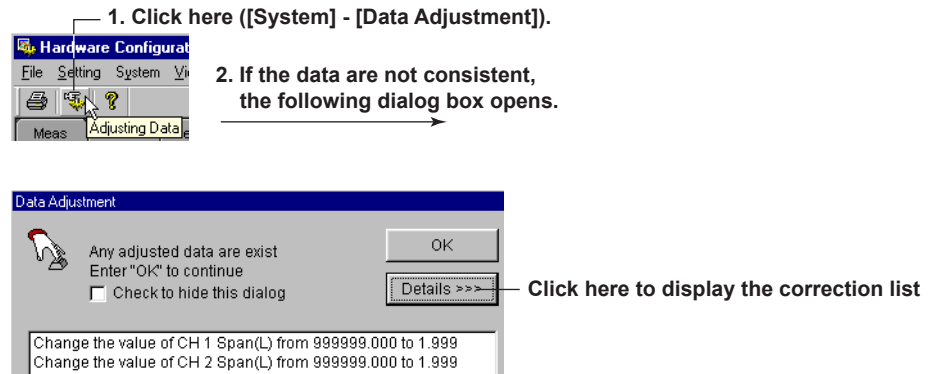 1. Click here ([System] - [Data Adjustment]).
Hardware Configurat
File Setting System Vi
2. If the data are not consistent,
the following dialog box opens.
Adjusting Data
Meas
Data Adjustment
Any adjusted data are exist
Enter "OK" to continue
Check to hide this dialog
OK
Details >>>
Click here to display the correction list
Change the value of CH 1 Span(L) from 999999.000 to 1.999
Change the value of CH 2 Span(L) from 999999.000 to 1.999